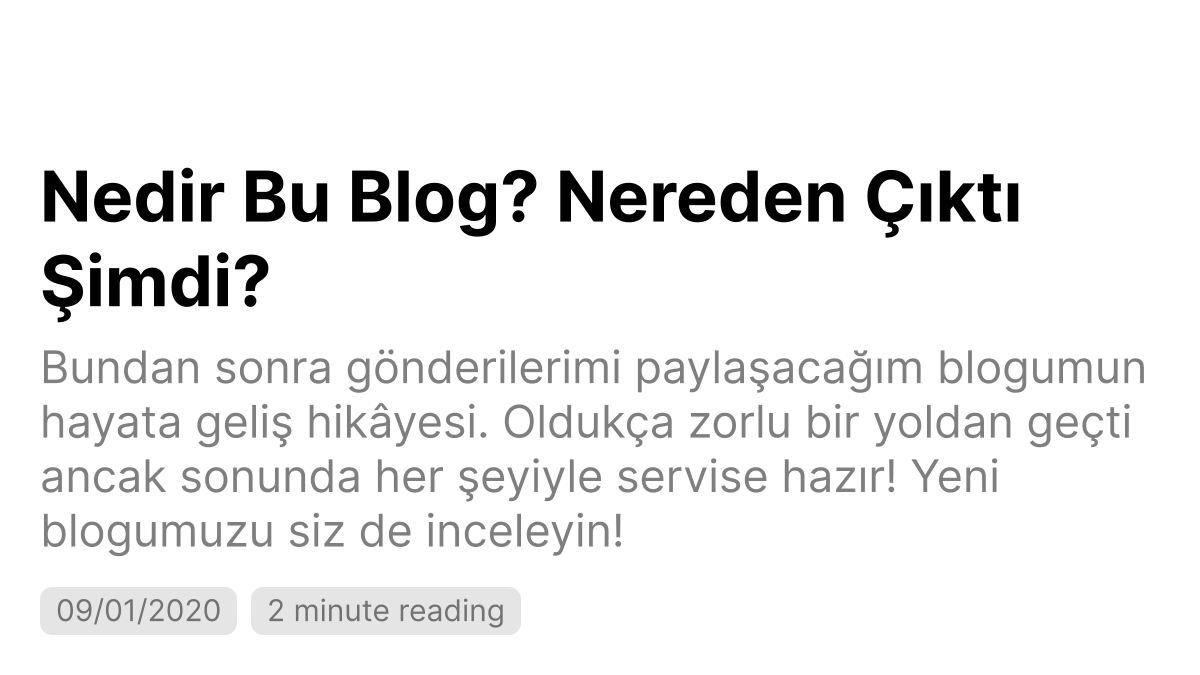 Nedir Bu Blog? Nereden Çıktı
Şimdi?
Bundan sonra gönderilerimi paylaşacağım blogumun
hayata geliş hikâyesi. Oldukça zorlu bir yoldan geçti
ancak sonunda her şeyiyle servise hazır! Yeni
blogumuzu siz de inceleyin!
09/01/2020 2 minute reading